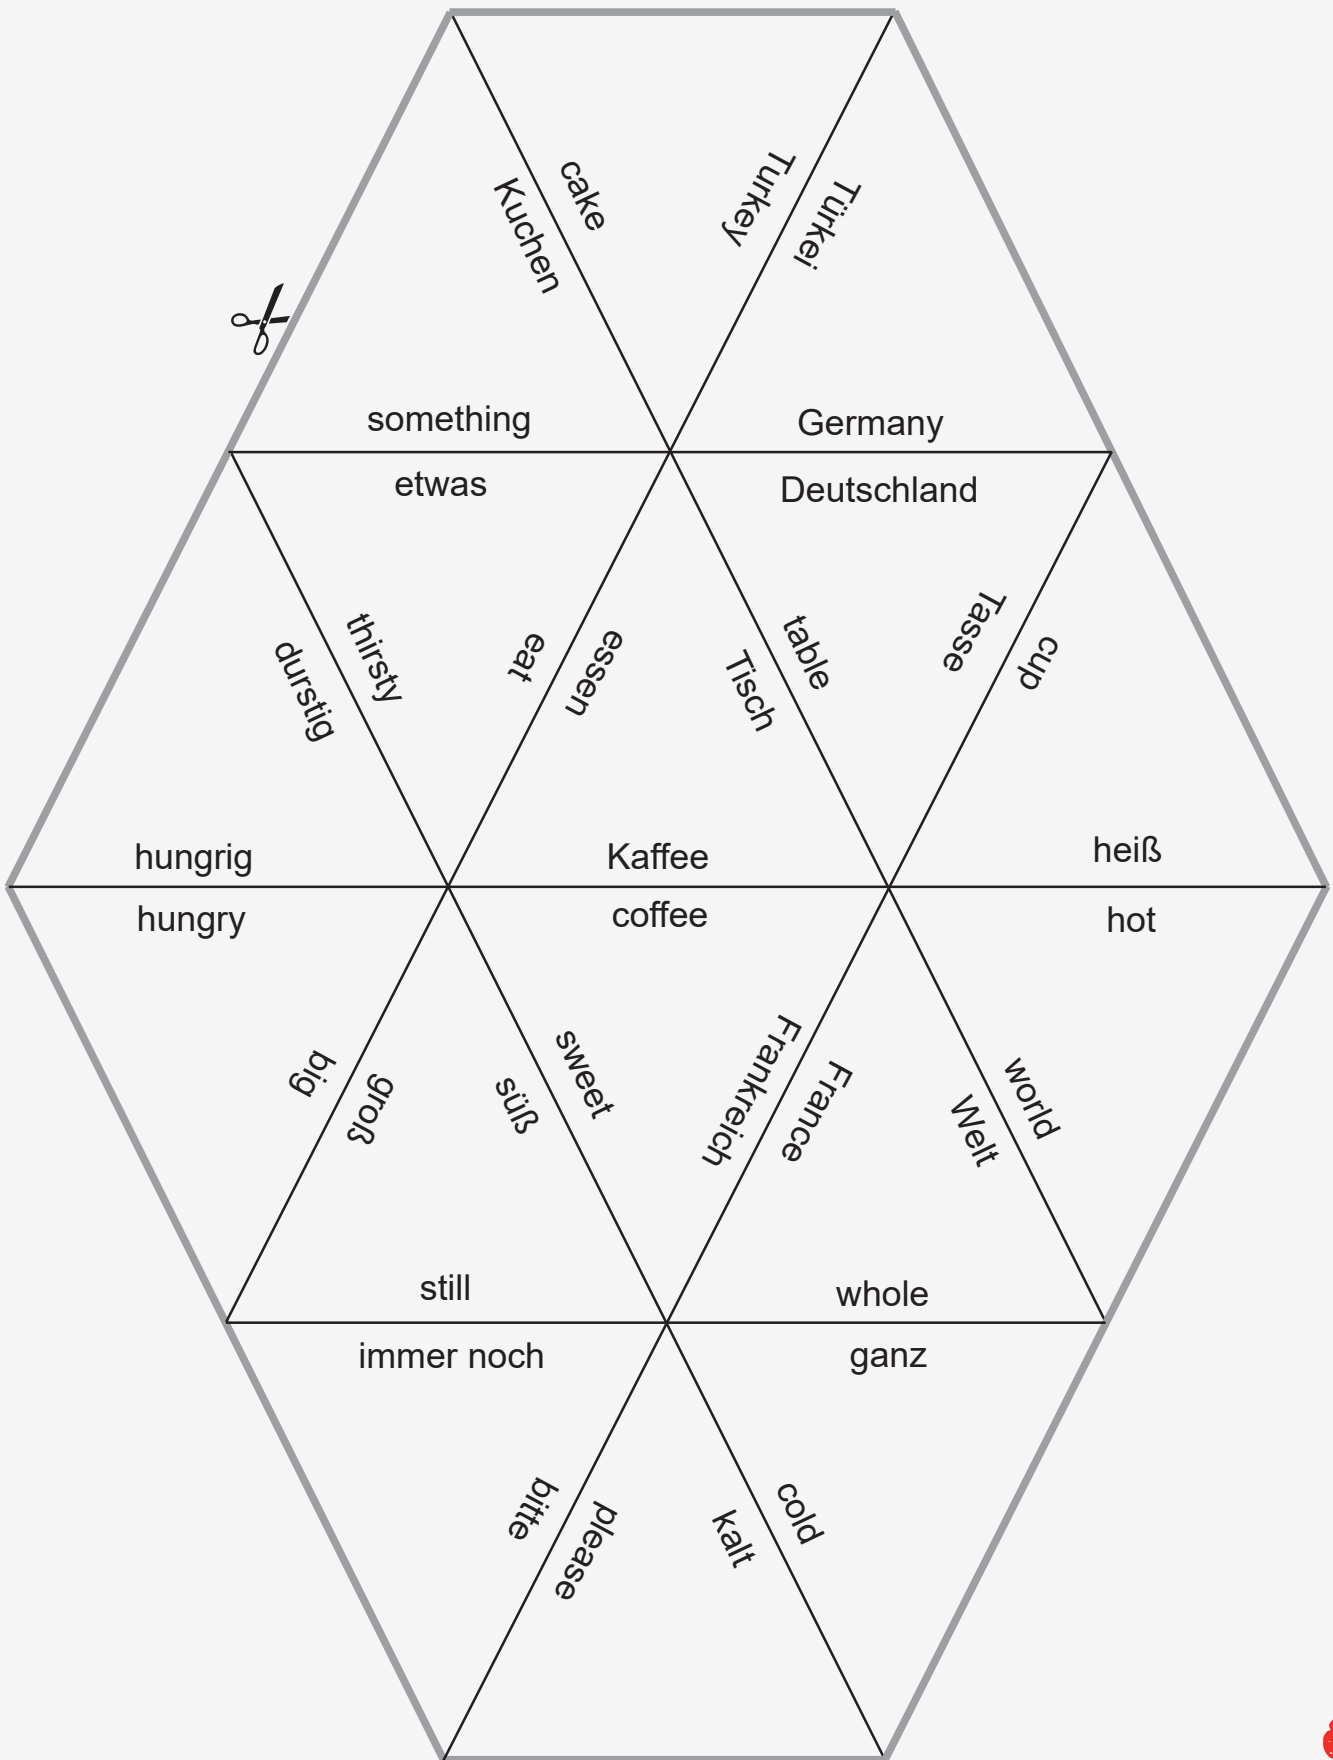 cake
Kuchen
Turkey
Türkei
something
Germany
etwas
Deutschland
thirsty
durstig
eat
essen
table
Tisch
Tasse
cup
hungrig
Kaffee
heiß
hungry
coffee
hot
big
groß
sweet
süß
Frankreich
France
world
Welt
still
whole
immer noch
ganz
bitte
please
cold
kalt